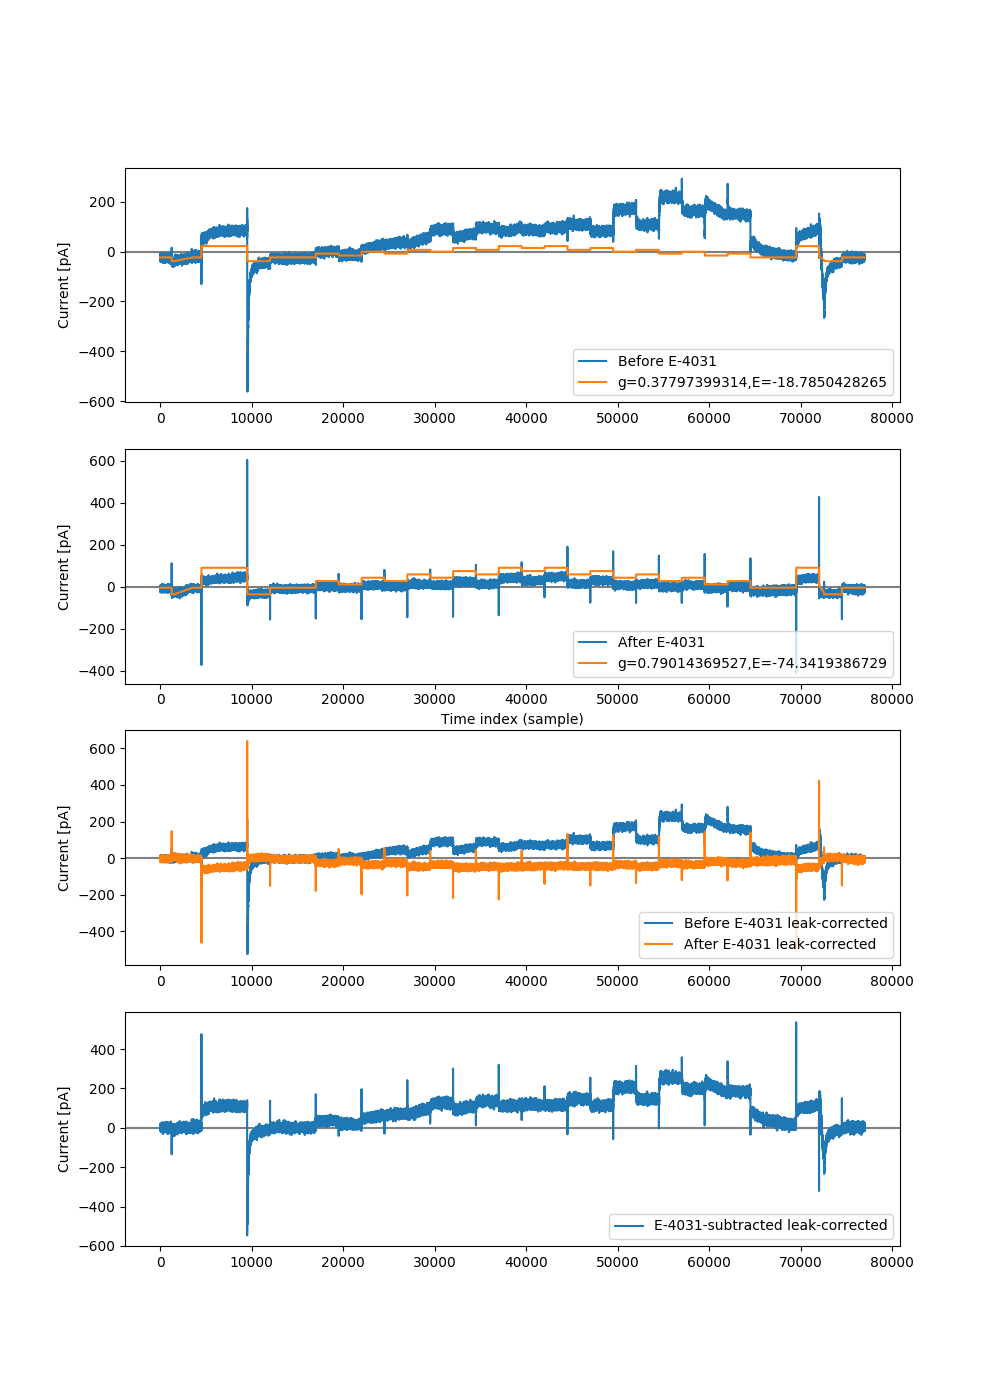 200
0
−200
−400
−600
Current [pA]
Before E-4031
g=0.37797399314,E=-18.7850428265
0 10000 20000 30000 40000 50000 60000 70000 80000
600
400
200
0
−200
−400
Current [pA]
After E-4031
g=0.79014369527,E=-74.3419386729
0 10000 20000 30000 40000 50000 60000 70000 80000
Time index (sample)
600
400
200
0
−200
−400
Current [pA]
Before E-4031 leak-corrected
After E-4031 leak-corrected
0 10000 20000 30000 40000 50000 60000 70000 80000
400
200
0
−200
−400
−600
Current [pA]
E-4031-subtracted leak-corrected
0 10000 20000 30000 40000 50000 60000 70000 80000